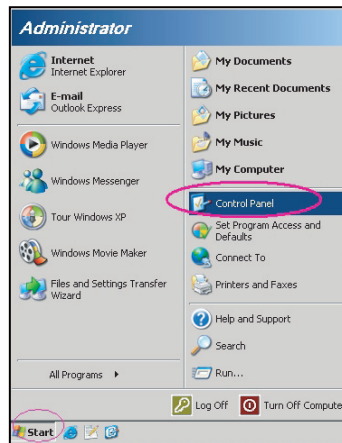 Administrator
Internet
Internet Explorer
E-mail
Outlook Express
Windows Media Player
Windows Messenger
Tour Windows XP
Windows Movie Maker
Files and Settings Transfer
Wizard
All Programs
My Documents
My Recent Documents
My Pictures
My Music
My Computer
Control Panel
Set Program Access and
Defaults
Connect To
Printers and Faxes
Help and Support
Search
Run...
Log Off
Turn Off Compute
Start